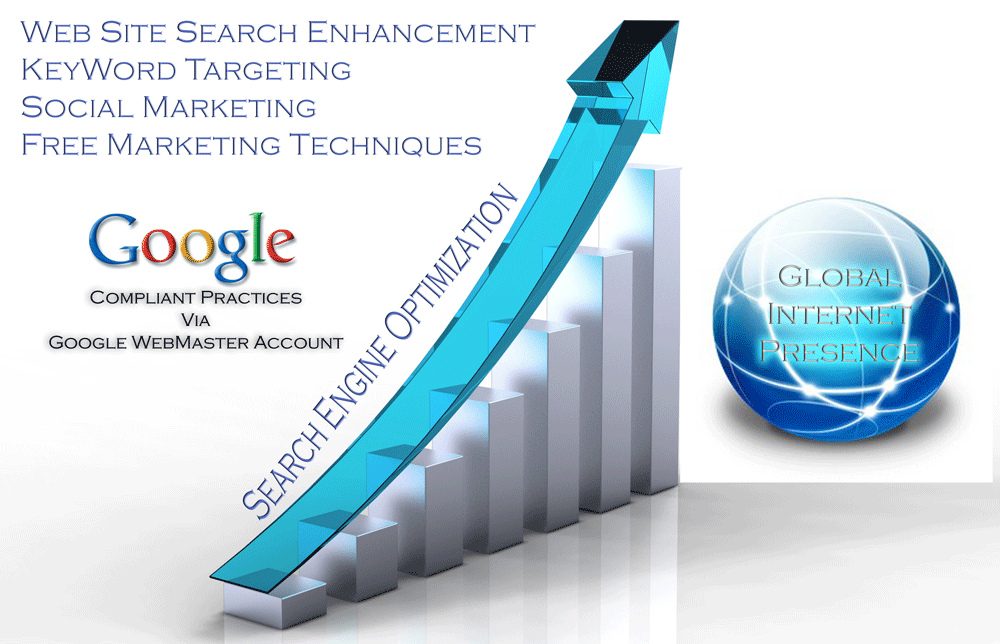 Web Site Search Enhancement
KeyWord Targeting
Social Marketing
Free Marketing Techniques
Google
Compliant Practices
Via
Google WebMaster Account
Search Engine Optimization
Global
Internet
Presence